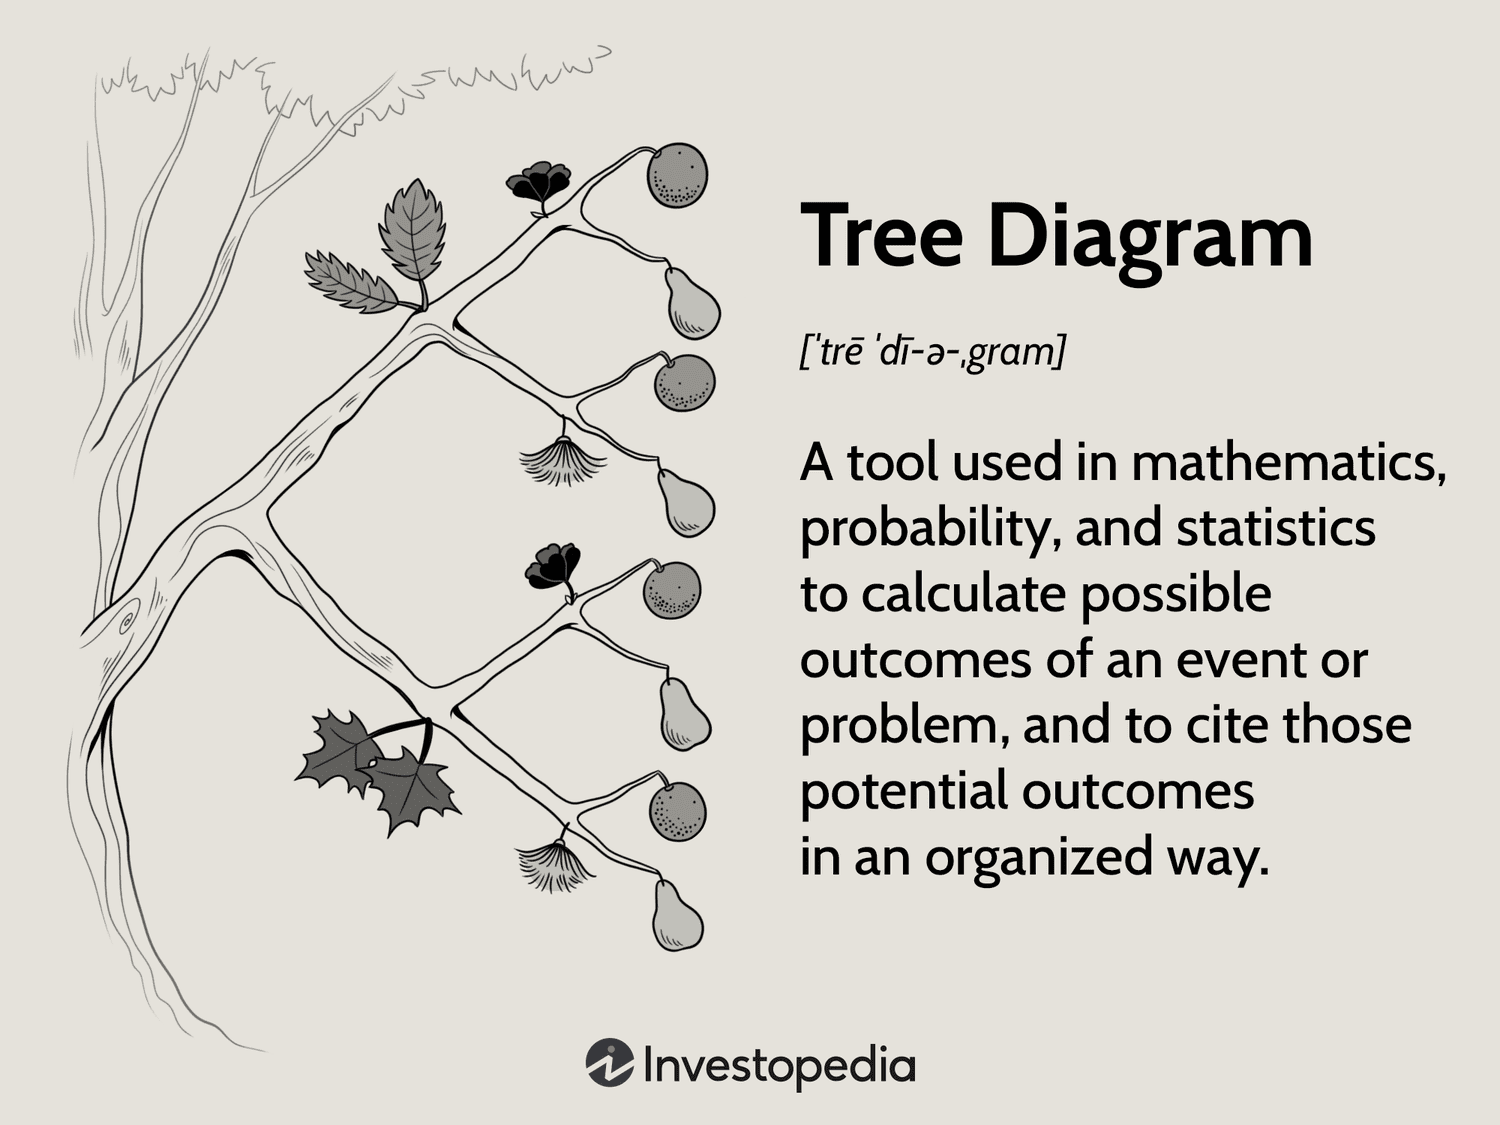 Tree Diagram
[ˈtrē ˈdī-ə-ˌgram]
A tool used in mathematics,
probability, and statistics
to calculate possible
outcomes of an event or
problem, and to cite those
potential outcomes
in an organized way.
Investopedia